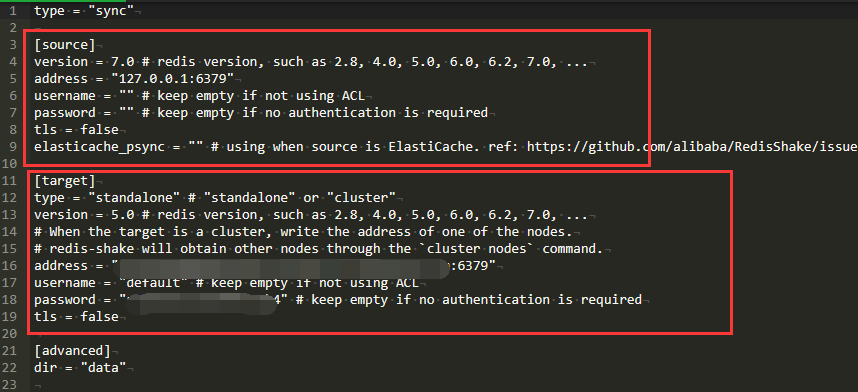 1 type = "sync"
2
3 [source]
4 version = 7.0 # redis version, such as 2.8, 4.0, 5.0, 6.0, 6.2, 7.0, ...
5 address = "127.0.0.1:6379"
6 username = "" # keep empty if not using ACL
7 password = "" # keep empty if no authentication is required
8 tls = false
9 elasticache_psync = "" # using when source is ElastiCache. ref: https://github.com/alibaba/RedisShake/issue
10
11 [target]
12 type = "standalone" # "standalone" or "cluster"
13 version = 5.0 # redis version, such as 2.8, 4.0, 5.0, 6.0, 6.2, 7.0, ...
14 # When the target is a cluster, write the address of one of the nodes.
15 # redis-shake will obtain other nodes through the `cluster nodes` command.
16 address = " :6379"
17 username = "default" # keep empty if not using ACL
18 password = " 4" # keep empty if no authentication is required
19 tls = false
20
21 [advanced]
22 dir = "data"
23